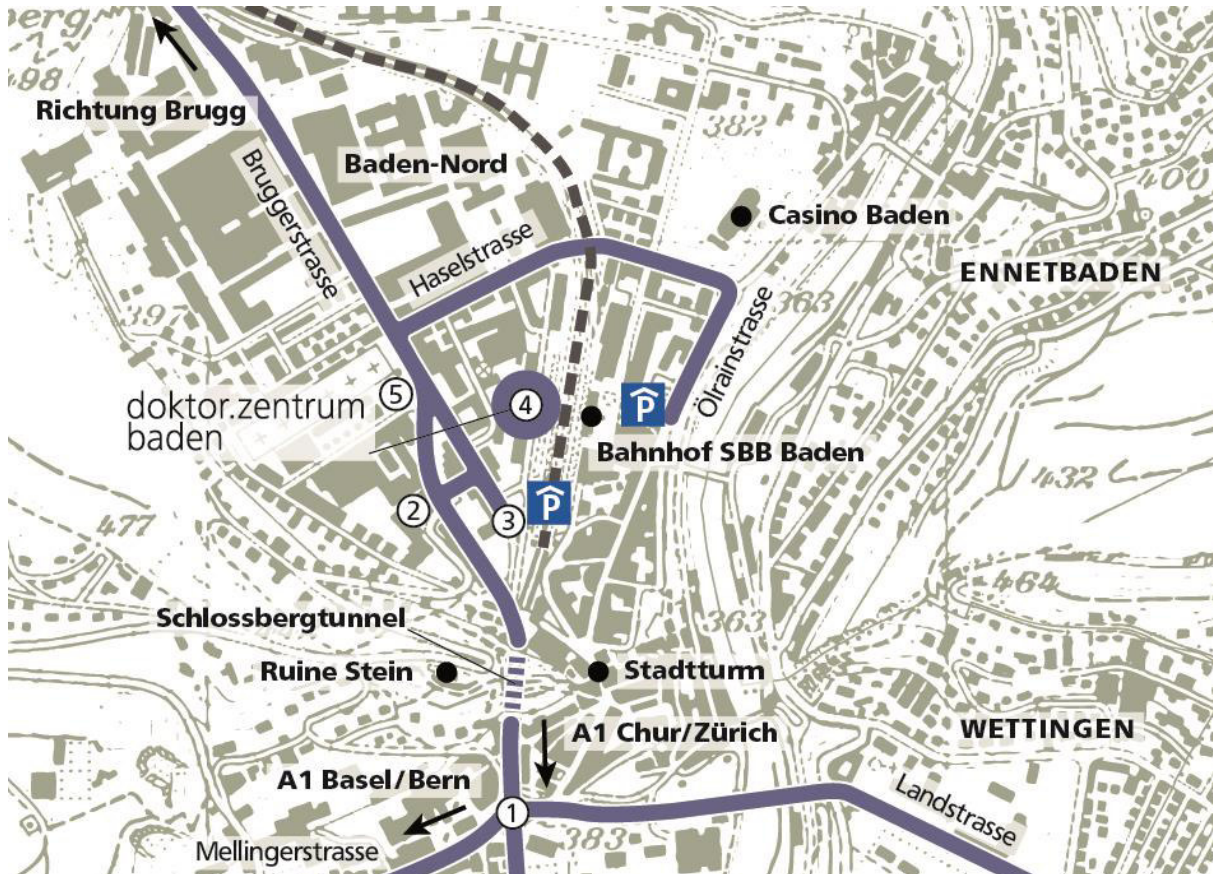 498
Richtung Brugg
Baden-Nord
382
400
Bruggerstrasse
Casino Baden
Haselstrasse
ENNETBADEN
363
397
Ölrainstrasse
5
4
P
doktor.zentrum
baden
Bahnhof SBB Baden
432
P
2
3
477
464
Schlossbergtunnel
363
Ruine Stein
Stadtturm
A1 Chur/Zürich
WETTINGEN
A1 Basel/Bern
Landstrasse
1
383
Mellingerstrasse